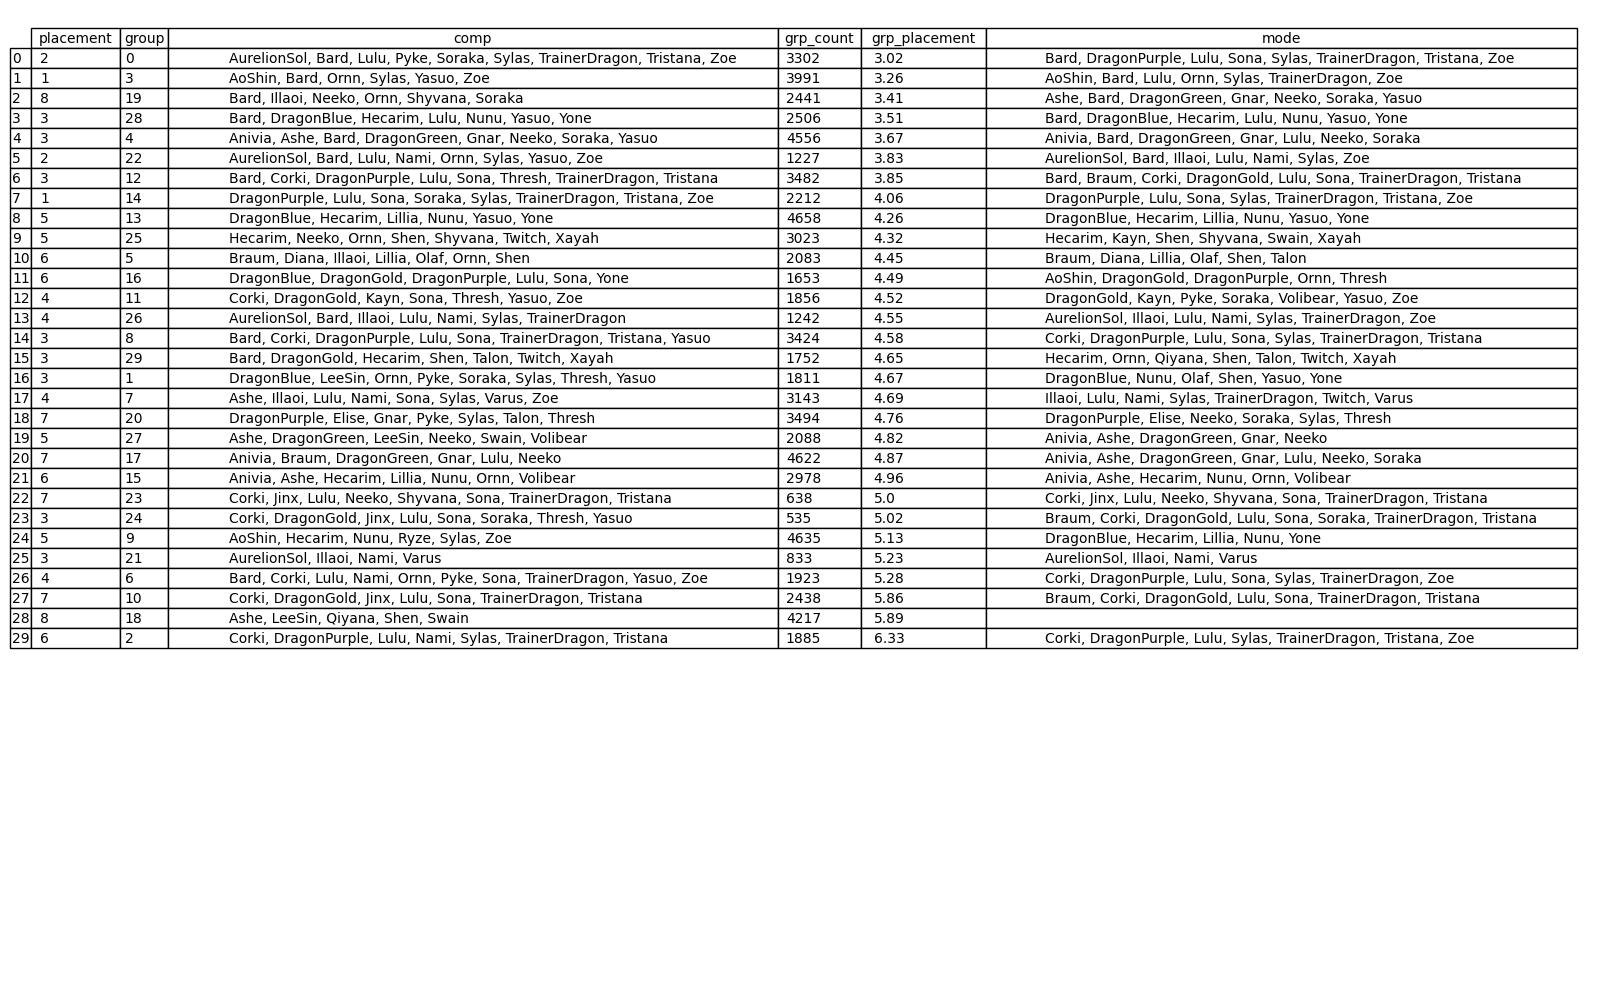 placement group comp grp_count grp_placement mode
0 2 0 AurelionSol, Bard, Lulu, Pyke, Soraka, Sylas, TrainerDragon, Tristana, Zoe 3302 3.02 Bard, DragonPurple, Lulu, Sona, Sylas, TrainerDragon, Tristana, Zoe
1 1 3 AoShin, Bard, Ornn, Sylas, Yasuo, Zoe 3991 3.26 AoShin, Bard, Lulu, Ornn, Sylas, TrainerDragon, Zoe
2 8 19 Bard, Illaoi, Neeko, Ornn, Shyvana, Soraka 2441 3.41 Ashe, Bard, DragonGreen, Gnar, Neeko, Soraka, Yasuo
3 3 28 Bard, DragonBlue, Hecarim, Lulu, Nunu, Yasuo, Yone 2506 3.51 Bard, DragonBlue, Hecarim, Lulu, Nunu, Yasuo, Yone
4 3 4 Anivia, Ashe, Bard, DragonGreen, Gnar, Neeko, Soraka, Yasuo 4556 3.67 Anivia, Bard, DragonGreen, Gnar, Lulu, Neeko, Soraka
5 2 22 AurelionSol, Bard, Lulu, Nami, Ornn, Sylas, Yasuo, Zoe 1227 3.83 AurelionSol, Bard, Illaoi, Lulu, Nami, Sylas, Zoe
6 3 12 Bard, Corki, DragonPurple, Lulu, Sona, Thresh, TrainerDragon, Tristana 3482 3.85 Bard, Braum, Corki, DragonGold, Lulu, Sona, TrainerDragon, Tristana
7 1 14 DragonPurple, Lulu, Sona, Soraka, Sylas, TrainerDragon, Tristana, Zoe 2212 4.06 DragonPurple, Lulu, Sona, Sylas, TrainerDragon, Tristana, Zoe
8 5 13 DragonBlue, Hecarim, Lillia, Nunu, Yasuo, Yone 4658 4.26 DragonBlue, Hecarim, Lillia, Nunu, Yasuo, Yone
9 5 25 Hecarim, Neeko, Ornn, Shen, Shyvana, Twitch, Xayah 3023 4.32 Hecarim, Kayn, Shen, Shyvana, Swain, Xayah
10 6 5 Braum, Diana, Illaoi, Lillia, Olaf, Ornn, Shen 2083 4.45 Braum, Diana, Lillia, Olaf, Shen, Talon
11 6 16 DragonBlue, DragonGold, DragonPurple, Lulu, Sona, Yone 1653 4.49 AoShin, DragonGold, DragonPurple, Ornn, Thresh
12 4 11 Corki, DragonGold, Kayn, Sona, Thresh, Yasuo, Zoe 1856 4.52 DragonGold, Kayn, Pyke, Soraka, Volibear, Yasuo, Zoe
13 4 26 AurelionSol, Bard, Illaoi, Lulu, Nami, Sylas, TrainerDragon 1242 4.55 AurelionSol, Illaoi, Lulu, Nami, Sylas, TrainerDragon, Zoe
14 3 8 Bard, Corki, DragonPurple, Lulu, Sona, TrainerDragon, Tristana, Yasuo 3424 4.58 Corki, DragonPurple, Lulu, Sona, Sylas, TrainerDragon, Tristana
15 3 29 Bard, DragonGold, Hecarim, Shen, Talon, Twitch, Xayah 1752 4.65 Hecarim, Ornn, Qiyana, Shen, Talon, Twitch, Xayah
16 3 1 DragonBlue, LeeSin, Ornn, Pyke, Soraka, Sylas, Thresh, Yasuo 1811 4.67 DragonBlue, Nunu, Olaf, Shen, Yasuo, Yone
17 4 7 Ashe, Illaoi, Lulu, Nami, Sona, Sylas, Varus, Zoe 3143 4.69 Illaoi, Lulu, Nami, Sylas, TrainerDragon, Twitch, Varus
18 7 20 DragonPurple, Elise, Gnar, Pyke, Sylas, Talon, Thresh 3494 4.76 DragonPurple, Elise, Neeko, Soraka, Sylas, Thresh
19 5 27 Ashe, DragonGreen, LeeSin, Neeko, Swain, Volibear 2088 4.82 Anivia, Ashe, DragonGreen, Gnar, Neeko
20 7 17 Anivia, Braum, DragonGreen, Gnar, Lulu, Neeko 4622 4.87 Anivia, Ashe, DragonGreen, Gnar, Lulu, Neeko, Soraka
21 6 15 Anivia, Ashe, Hecarim, Lillia, Nunu, Ornn, Volibear 2978 4.96 Anivia, Ashe, Hecarim, Nunu, Ornn, Volibear
22 7 23 Corki, Jinx, Lulu, Neeko, Shyvana, Sona, TrainerDragon, Tristana 638 5.0 Corki, Jinx, Lulu, Neeko, Shyvana, Sona, TrainerDragon, Tristana
23 3 24 Corki, DragonGold, Jinx, Lulu, Sona, Soraka, Thresh, Yasuo 535 5.02 Braum, Corki, DragonGold, Lulu, Sona, Soraka, TrainerDragon, Tristana
24 5 9 AoShin, Hecarim, Nunu, Ryze, Sylas, Zoe 4635 5.13 DragonBlue, Hecarim, Lillia, Nunu, Yone
25 3 21 AurelionSol, Illaoi, Nami, Varus 833 5.23 AurelionSol, Illaoi, Nami, Varus
26 4 6 Bard, Corki, Lulu, Nami, Ornn, Pyke, Sona, TrainerDragon, Yasuo, Zoe 1923 5.28 Corki, DragonPurple, Lulu, Sona, Sylas, TrainerDragon, Zoe
27 7 10 Corki, DragonGold, Jinx, Lulu, Sona, TrainerDragon, Tristana 2438 5.86 Braum, Corki, DragonGold, Lulu, Sona, TrainerDragon, Tristana
28 8 18 Ashe, LeeSin, Qiyana, Shen, Swain 4217 5.89
29 6 2 Corki, DragonPurple, Lulu, Nami, Sylas, TrainerDragon, Tristana 1885 6.33 Corki, DragonPurple, Lulu, Sylas, TrainerDragon, Tristana, Zoe